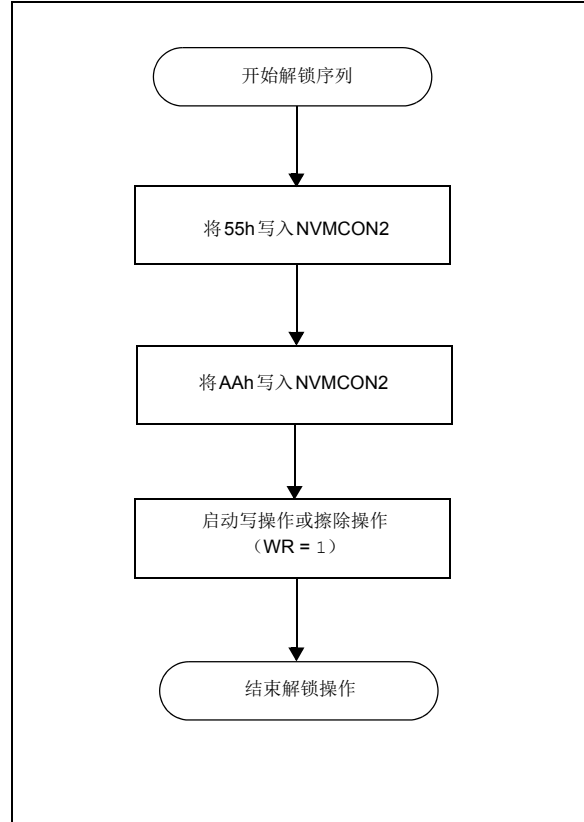 开始解锁序列
将55h写入NVMCON2
将AAh写入NVMCON2
启动写操作或擦除操作
（WR = 1）
结束解锁操作